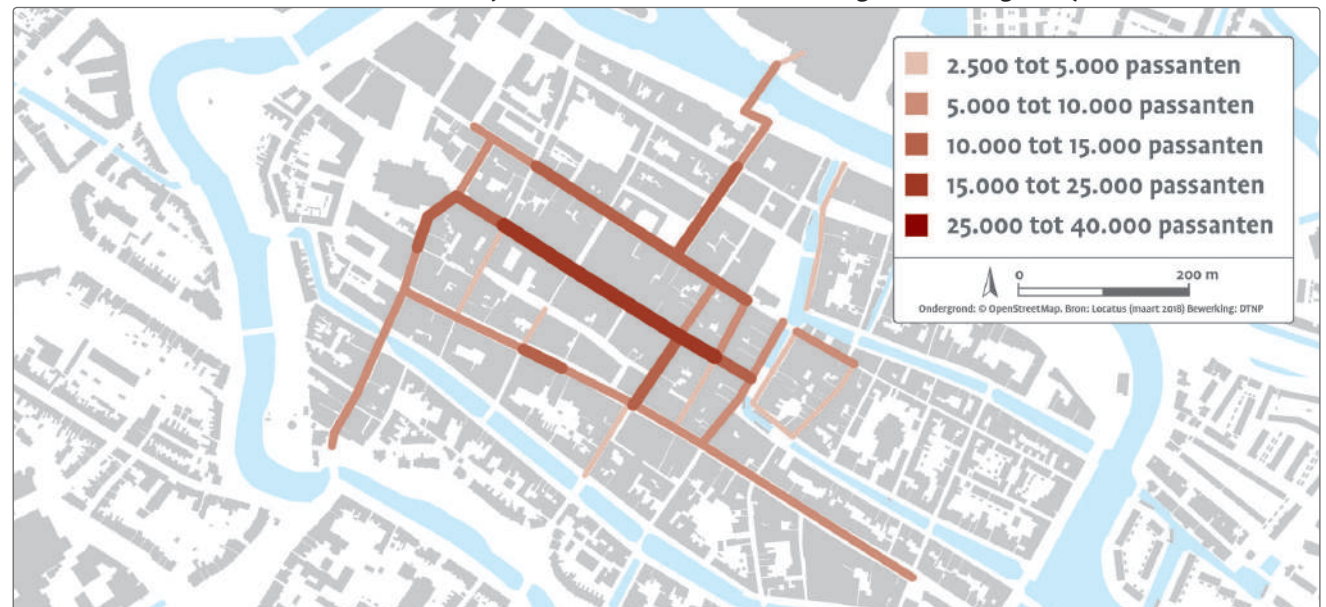 2.500 tot 5.000 passanten
5.000 tot 10.000 passanten
10.000 tot 15.000 passanten
15.000 tot 25.000 passanten
25.000 tot 40.000 passanten
0 200 m
Ondergrond: © OpenStreetMap. Bron: Locatus (maart 2018) Bewerking: DTNP